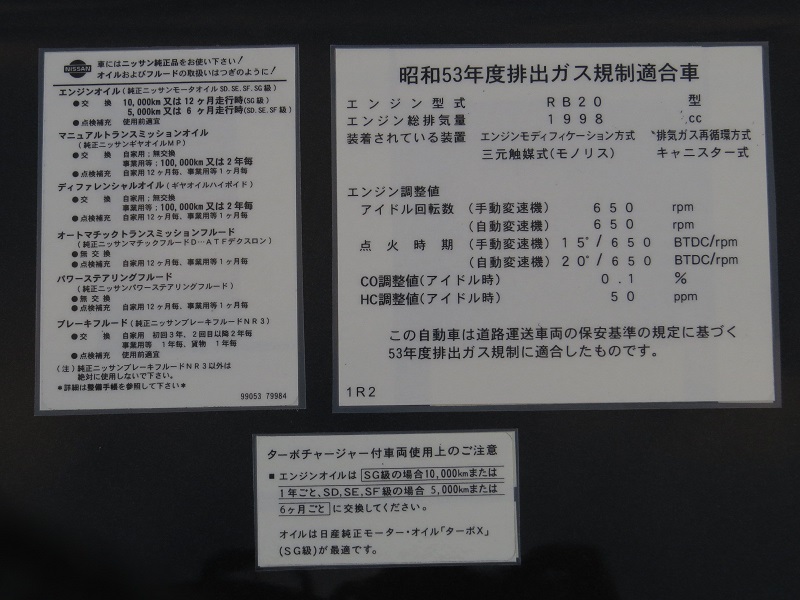 NISSAN
車にはニッサン純正品をお使い下さい！
オイルおよびフルードの取扱いはつぎのように！
エンジンオイル（純正ニッサンモータオイルSD.SE.SF.SG級）
●交 換 10,000km又は12ヶ月走行時(SG級)
5,000km又は 6ヶ月走行時(SD.SE.SF級)
●点検補充 使用前適宜
マニュアルトランスミッションオイル
（純正ニッサンギヤオイルMP）
●交 換 自家用；無交換
事業用等；100,000km又は2年毎
●点検補充 自家用12ヶ月毎、事業用等1ヶ月毎
ディファレンシャルオイル（ギヤオイルハイポイド）
●交 換 自家用；無交換
事業用等；100,000km又は2年毎
●点検補充 自家用12ヶ月毎、事業用等1ヶ月毎
オートマチックトランスミッションフルード
（純正ニッサンマチックフルードD…ATFデクスロン）
●無交換
●点検補充 自家用12ヶ月毎、事業用等1ヶ月毎
パワーステアリングフルード
（純正ニッサンパワーステアリングフルード）
●無交換
●点検補充 自家用12ヶ月毎、事業用等1ヶ月毎
ブレーキフルード（純正ニッサンブレーキフルードNR3）
●交 換 自家用 初回3年、2回目以降2年毎
事業用等 1年毎、貨物 1年毎
●点検補充 使用前適宜
（注）純正ニッサンブレーキフルードNR3以外は
絶対に使用しないで下さい。
＊詳細は整備手帳を参照して下さい＊
99053 79984
昭和53年度排出ガス規制適合車
エンジン型式 RB20 型
エンジン総排気量 1998 cc
装着されている装置 エンジンモディフィケーション方式 排気ガス再循環方式
三元触媒式(モノリス) キャニスター式
エンジン調整値
アイドル回転数 (手動変速機) 650 rpm
(自動変速機) 650 rpm
点火時期 (手動変速機) 15°/650 BTDC/rpm
(自動変速機) 20°/650 BTDC/rpm
CO調整値(アイドル時) 0.1 %
HC調整値(アイドル時) 50 ppm
この自動車は道路運送車両の保安基準の規定に基づく
53年度排出ガス規制に適合したものです。
1R2
ターボチャージャー付車両使用上のご注意
■エンジンオイルはSG級の場合10,000kmまたは
1年ごと、SD,SE,SF級の場合 5,000kmまたは
6ヶ月ごとに交換してください。
オイルは日産純正モーター・オイル「ターボX」
(SG級)が最適です。